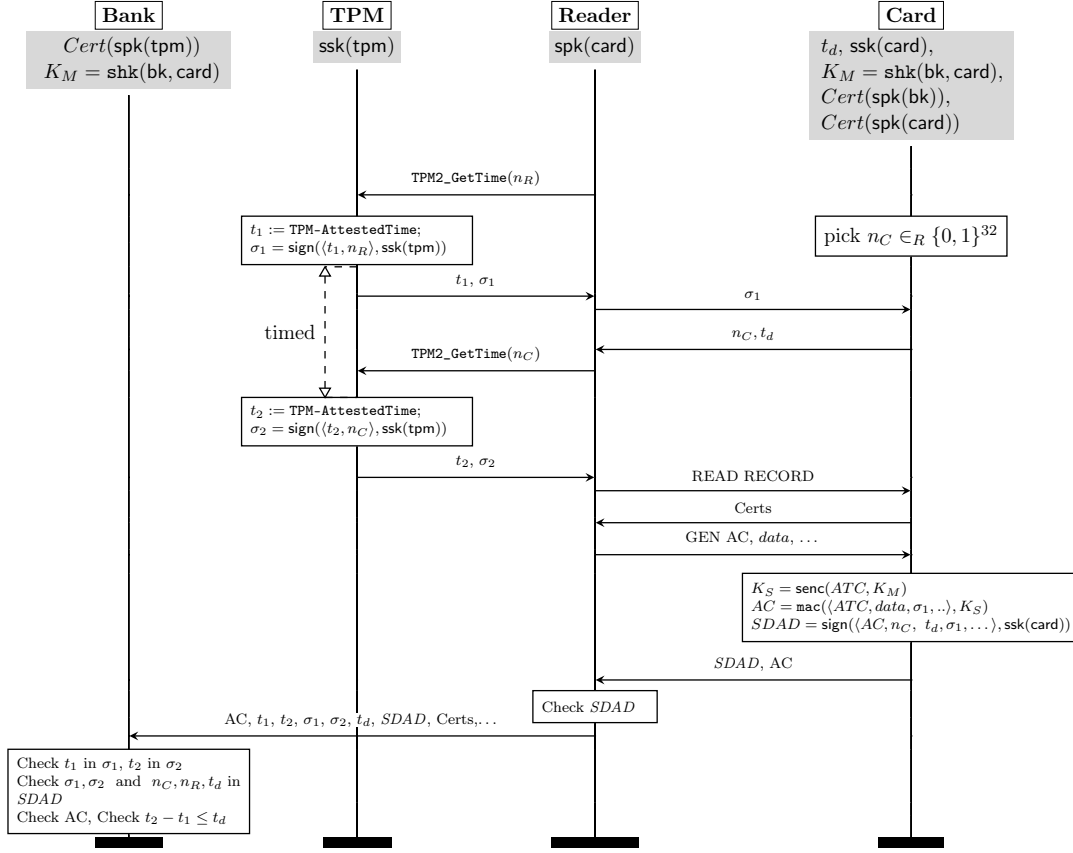 Bank
TPM
Reader
Card
Cert(spk(tpm))
K_M = shk(bk, card)
ssk(tpm)
spk(card)
t_d, ssk(card),
K_M = shk(bk, card),
Cert(spk(bk)),
Cert(spk(card))
TPM2_GetTime(n_R)
t_1 := TPM-AttestedTime;
σ_1 = sign(⟨t_1, n_R⟩, ssk(tpm))
pick n_C ∈_R {0, 1}^32
t_1, σ_1
σ_1
timed
n_C, t_d
TPM2_GetTime(n_C)
t_2 := TPM-AttestedTime;
σ_2 = sign(⟨t_2, n_C⟩, ssk(tpm))
t_2, σ_2
READ RECORD
Certs
GEN AC, data, ...
K_S = senc(ATC, K_M)
AC = mac(⟨ATC, data, σ_1, ..⟩, K_S)
SDAD = sign(⟨AC, n_C, t_d, σ_1, ...⟩, ssk(card))
SDAD, AC
Check SDAD
AC, t_1, t_2, σ_1, σ_2, t_d, SDAD, Certs,...
Check t_1 in σ_1, t_2 in σ_2
Check σ_1, σ_2 and n_C, n_R, t_d in
SDAD
Check AC, Check t_2 − t_1 ≤ t_d